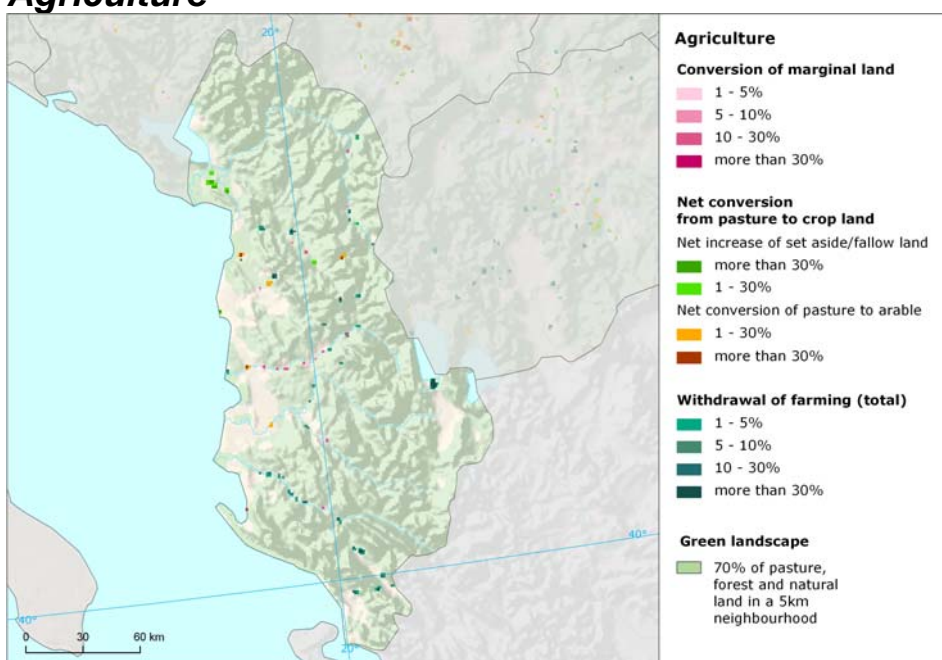 Agriculture
20°
40°
40°
20°
0 30 60 km
Agriculture
Conversion of marginal land
1 - 5%
5 - 10%
10 - 30%
more than 30%
Net conversion
from pasture to crop land
Net increase of set aside/fallow land
more than 30%
1 - 30%
Net conversion of pasture to arable
1 - 30%
more than 30%
Withdrawal of farming (total)
1 - 5%
5 - 10%
10 - 30%
more than 30%
Green landscape
70% of pasture,
forest and natural
land in a 5km
neighbourhood